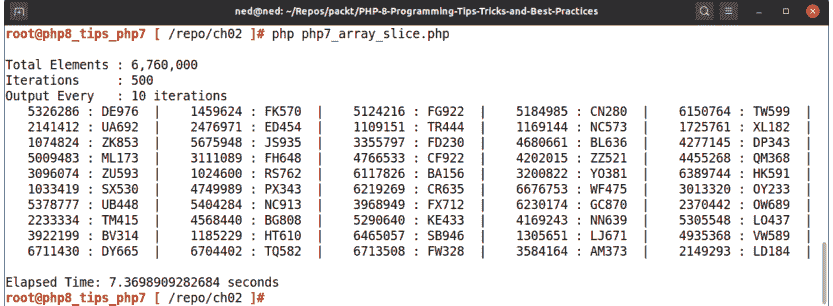 ned@ned: ~/Repos/packt/PHP-8-Programming-Tips-Tricks-and-Best-Practices
root@php8_tips_php7 [ /repo/ch02 ]# php php7_array_slice.php
Total Elements : 6,760,000
Iterations     : 500
Output Every   : 10 iterations
5326286 : DE976  |    1459624 : FK570  |    5124216 : FG922  |    5184985 : CN280  |    6150764 : TW599  |
2141412 : UA692  |    2476971 : ED454  |    1109151 : TR444  |    1169144 : NC573  |    1725761 : XL182  |
1074824 : ZK853  |    5675948 : JS935  |    3355797 : FD230  |    4680661 : BL636  |    4277145 : DP343  |
5009483 : ML173  |    3111089 : FH648  |    4766533 : CF922  |    4202015 : ZZ521  |    4455268 : QM368  |
3096074 : ZU593  |    1024600 : RS762  |    6117826 : BA156  |    3200822 : YO381  |    6389744 : HK591  |
1033419 : SX530  |    4749989 : PX343  |    6219269 : CR635  |    6676753 : WF475  |    3013320 : OY233  |
5378777 : UB448  |    5404284 : NC913  |    3968949 : FX712  |    6230174 : GC870  |    2370442 : OW689  |
2233334 : TM415  |    4568440 : BG808  |    5290640 : KE433  |    4169243 : NN639  |    5305548 : LO437  |
3922199 : BV314  |    1185229 : HT610  |    6465057 : SB946  |    1305651 : LJ671  |    4935368 : VW589  |
6711430 : DY665  |    6704402 : TQ582  |    6713508 : FW328  |    3584164 : AM373  |    2149293 : LD184  |
Elapsed Time: 7.3698909282684 seconds
root@php8_tips_php7 [ /repo/ch02 ]#